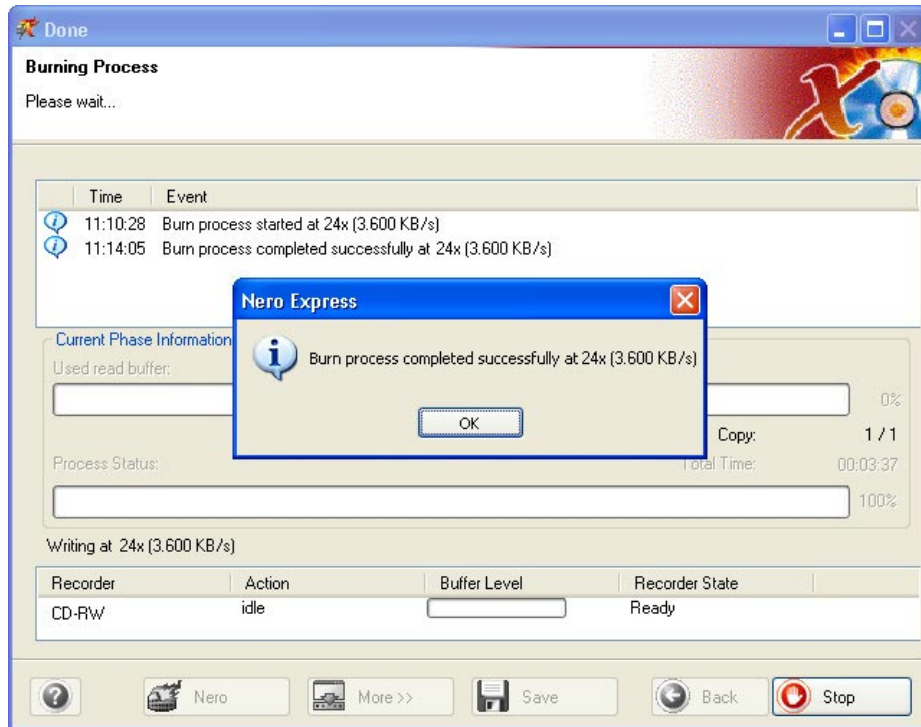 Done
Burning Process
Please wait...
Time Event
11:10:28 Burn process started at 24x (3.600 KB/s)
11:14:05 Burn process completed successfully at 24x (3.600 KB/s)
Nero Express
Burn process completed successfully at 24x (3.600 KB/s)
OK
Current Phase Information
Used read buffer:
0%
Copy: 1 / 1
Process Status:
Total Time: 00:03:37
100%
Writing at 24x (3.600 KB/s)
Recorder Action Buffer Level Recorder State
CD-RW idle Ready
Nero More >> Save Back Stop